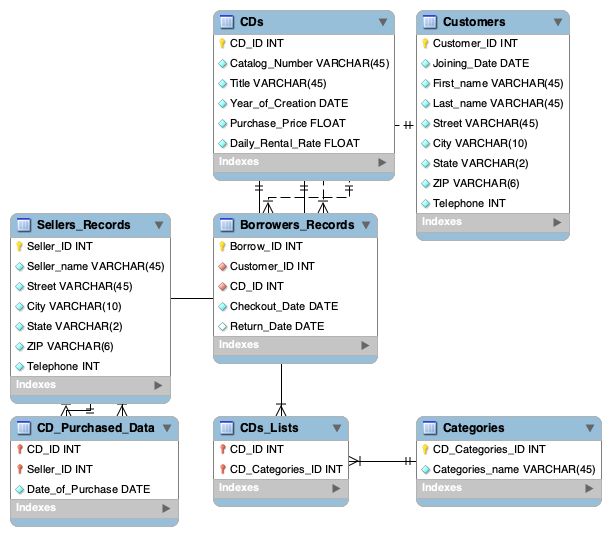 CDs
CD_ID INT
Catalog_Number VARCHAR(45)
Title VARCHAR(45)
Year_of_Creation DATE
Purchase_Price FLOAT
Daily_Rental_Rate FLOAT
Indexes
Customers
Customer_ID INT
Joining_Date DATE
First_name VARCHAR(45)
Last_name VARCHAR(45)
Street VARCHAR(45)
City VARCHAR(10)
State VARCHAR(2)
ZIP VARCHAR(6)
Telephone INT
Indexes
Sellers_Records
Seller_ID INT
Seller_name VARCHAR(45)
Street VARCHAR(45)
City VARCHAR(10)
State VARCHAR(2)
ZIP VARCHAR(6)
Telephone INT
Indexes
Borrowers_Records
Borrow_ID INT
Customer_ID INT
CD_ID INT
Checkout_Date DATE
Return_Date DATE
Indexes
CD_Purchased_Data
CD_ID INT
Seller_ID INT
Date_of_Purchase DATE
Indexes
CDs_Lists
CD_ID INT
CD_Categories_ID INT
Indexes
Categories
CD_Categories_ID INT
Categories_name VARCHAR(45)
Indexes